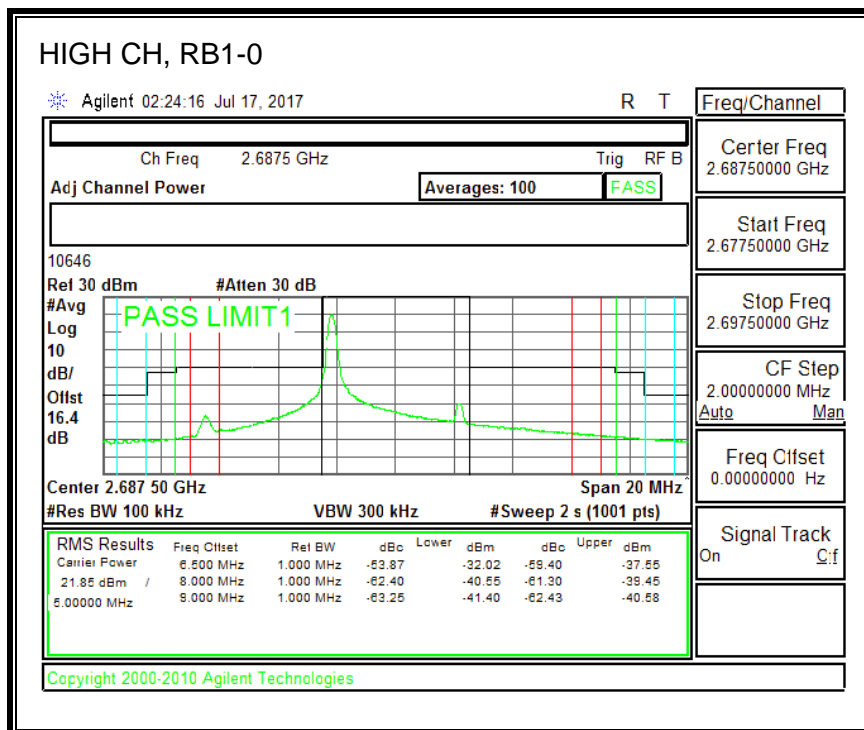 HIGH CH, RB1-0
Agilent 02:24:16 Jul 17, 2017 R T
Freq/Channel
Ch Freq 2.6875 GHz Trig RF B
Adj Channel Power Averages: 100 PASS
Center Freq
2.68750000 GHz
Start Freq
2.67750000 GHz
Stop Freq
2.69750000 GHz
CF Step
2.00000000 MHz
Auto Man
Freq Offset
0.00000000 Hz
Signal Track
On Off
10646
Ref 30 dBm #Atten 30 dB
#Avg
Log
10
dB/
Offst
16.4
dB
PASS LIMIT1
Center 2.687 50 GHz Span 20 MHz
#Res BW 100 kHz VBW 300 kHz #Sweep 2 s (1001 pts)
RMS Results Freq Offset Ref BW dBc Lower dBm dBc Upper dBm
Carrier Power 6.500 MHz 1.000 MHz -53.87 -32.02 -59.40 -37.55
21.85 dBm / 8.000 MHz 1.000 MHz -62.40 -40.55 -61.30 -39.45
5.00000 MHz 9.000 MHz 1.000 MHz -63.25 -41.40 -62.43 -40.58
Copyright 2000-2010 Agilent Technologies